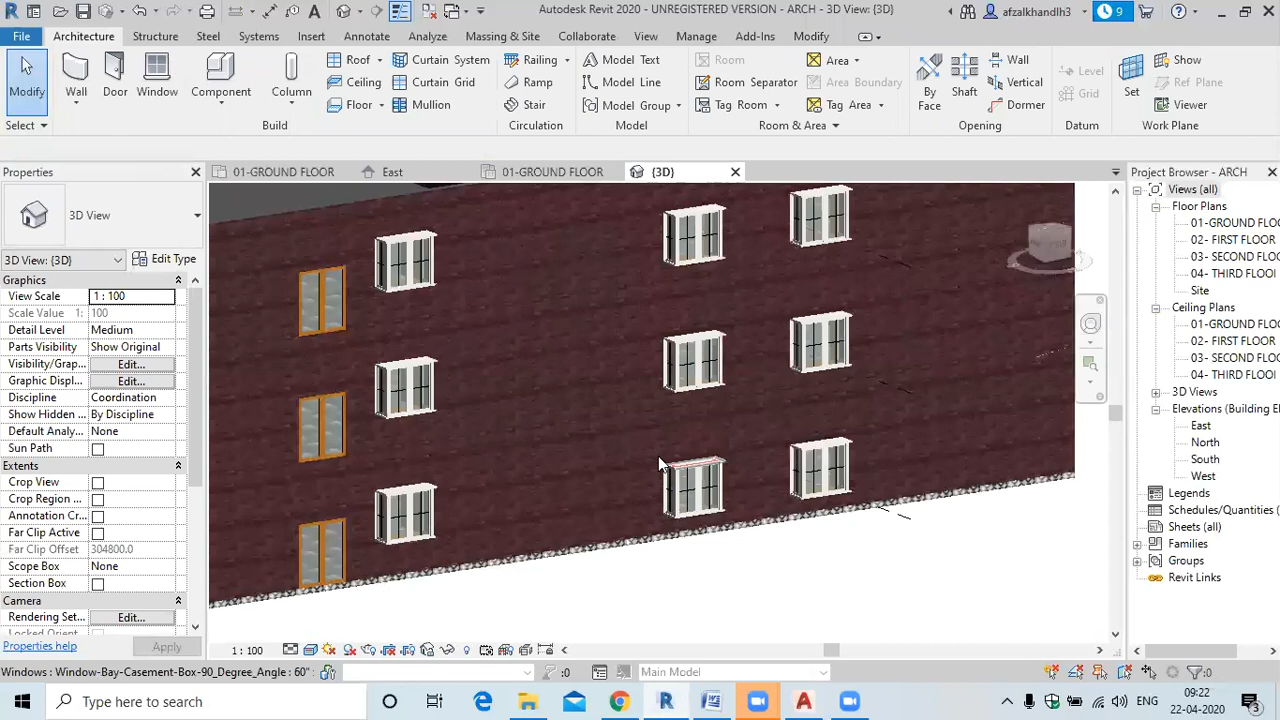 Autodesk Revit 2020 - UNREGISTERED VERSION - ARCH - 3D View: {3D}
afzalkhandlh3
9
File Architecture Structure Steel Systems Insert Annotate Analyze Massing & Site Collaborate View Manage Add-Ins Modify
Modify
Wall
Door
Window
Component
Column
Roof
Ceiling
Floor
Curtain System
Curtain Grid
Mullion
Railing
Ramp
Stair
Model Text
Model Line
Model Group
Room
Room Separator
Tag Room
Area
Area Boundary
Tag Area
By Face
Shaft
Wall
Vertical
Dormer
Level
Grid
Set
Show
Ref Plane
Viewer
Select
Build
Circulation
Model
Room & Area
Opening
Datum
Work Plane
Properties
01-GROUND FLOOR
East
01-GROUND FLOOR
{3D}
Project Browser - ARCH
3D View
3D View: {3D}
Edit Type
Graphics
View Scale 1 : 100
Scale Value 1: 100
Detail Level Medium
Parts Visibility Show Original
Visibility/Grap... Edit...
Graphic Displ... Edit...
Discipline Coordination
Show Hidden ... By Discipline
Default Analy... None
Sun Path
Extents
Crop View
Crop Region ...
Annotation Cr...
Far Clip Active
Far Clip Offset 304800.0
Scope Box None
Section Box
Camera
Rendering Set... Edit...
Properties help
Apply
Views (all)
Floor Plans
01-GROUND FLOO
02- FIRST FLOOR
03- SECOND FLOO
04- THIRD FLOOI
Site
Ceiling Plans
01-GROUND FLOO
02- FIRST FLOOR
03- SECOND FLOO
04- THIRD FLOOI
3D Views
Elevations (Building E
East
North
South
West
Legends
Schedules/Quantities (
Sheets (all)
Families
Groups
Revit Links
1 : 100
Windows : Window-Bay-Casement-Box-90_Degree_Angle : 60"
:0
Main Model
:0
Type here to search
ENG
09:22
22-04-2020
3